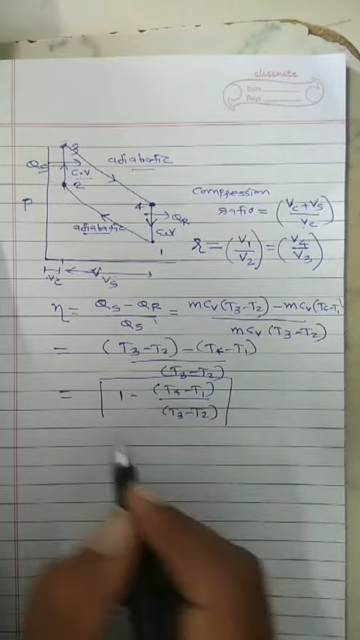 classmate
Date
Page
3
Qs
adiabatic
C.V
2
4
P
QR
C.V
adiabatic
1
Vc
Vs
Compression
ratio = (Vc + Vs / Vc)
r = (V1 / V2) = (V4 / V3)
η = Qs - QR / Qs = mCv(T3-T2) - mCv(T4-T1) / mCv(T3-T2)
= (T3-T2) - (T4-T1) / (T3-T2)
= 1 - (T4-T1) / (T3-T2)